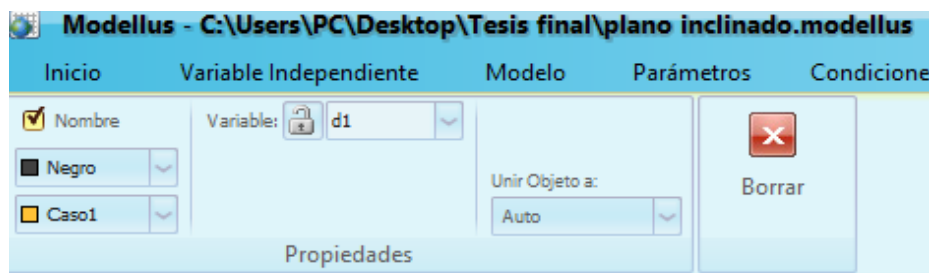 Modellus - C:\Users\PC\Desktop\Tesis final\plano inclinado.modellus
Inicio Variable Independiente Modelo Parámetros Condicione
Nombre Variable: d1
Negro
Unir Objeto a: Borrar
Caso1 Auto
Propiedades